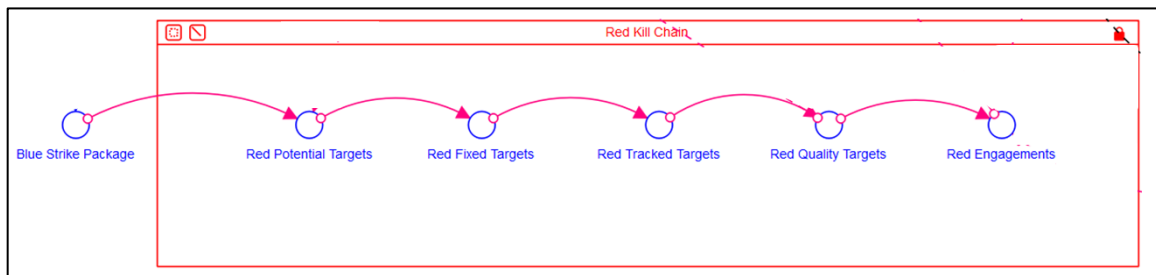 Red Kill Chain
Blue Strike Package
Red Potential Targets
Red Fixed Targets
Red Tracked Targets
Red Quality Targets
Red Engagements